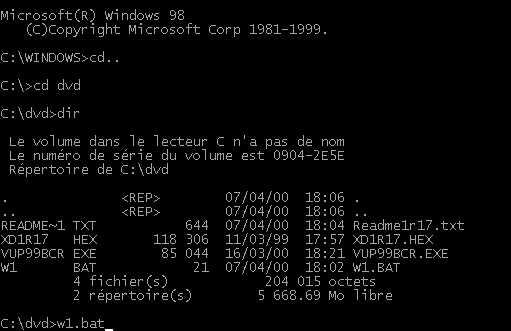 Microsoft(R) Windows 98
(C)Copyright Microsoft Corp 1981-1999.
C:\WINDOWS>cd..
C:\>cd dvd
C:\dvd>dir
Le volume dans le lecteur C n'a pas de nom
Le numéro de série du volume est 0904-2E5E
Répertoire de C:\dvd
. <REP> 07/04/00 18:06 .
.. <REP> 07/04/00 18:06 ..
README~1 TXT 644 07/04/00 18:04 Readme1r17.txt
XD1R17 HEX 118 306 11/03/99 17:57 XD1R17.HEX
VUP99BCR EXE 85 044 16/03/00 18:21 VUP99BCR.EXE
W1 BAT 21 07/04/00 18:02 W1.BAT
4 fichier(s) 204 015 octets
2 répertoire(s) 5 668.69 Mo libre
C:\dvd>w1.bat_